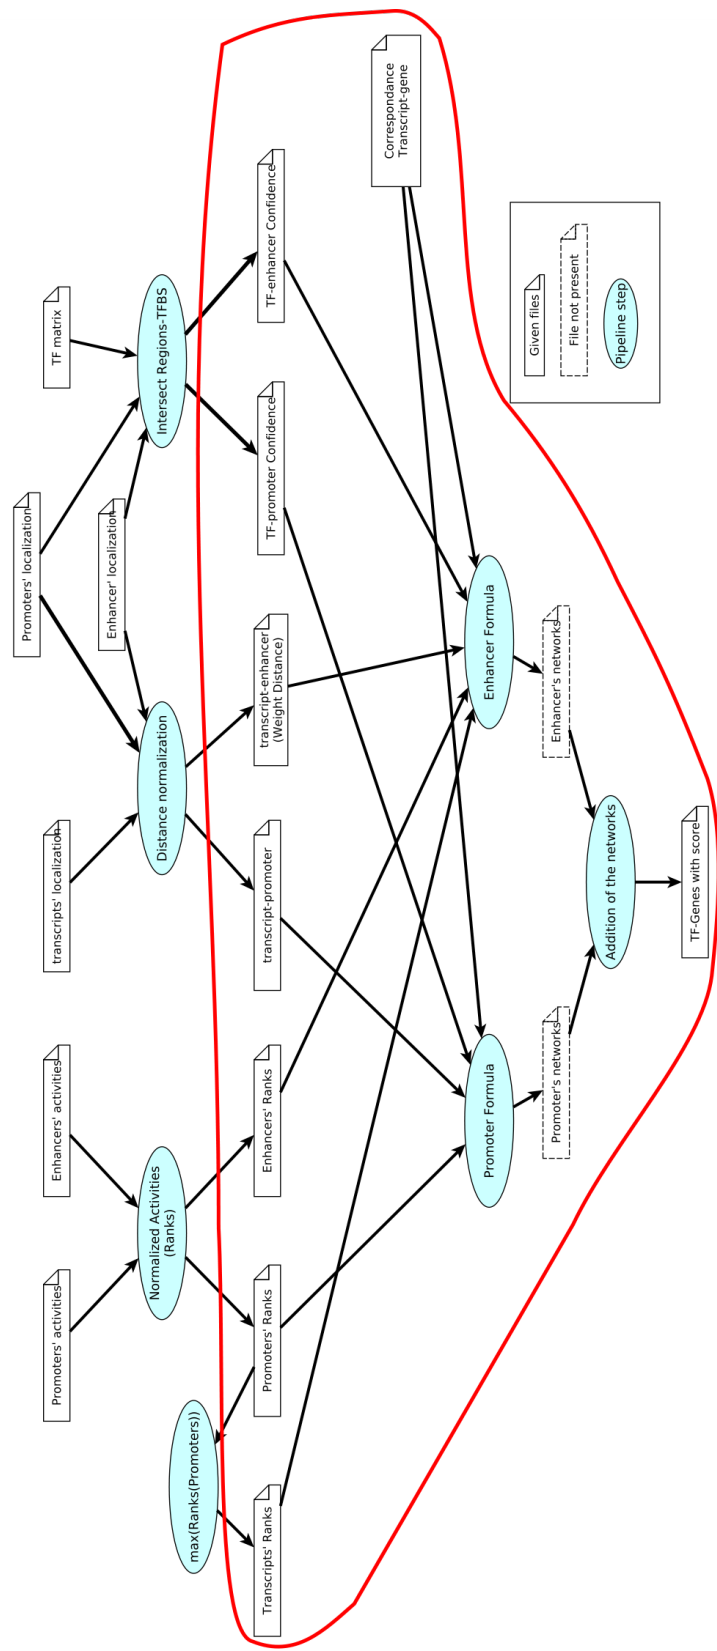 Promoters' localization
Promoters' activities
Enhancers' activities
transcripts' localization
TF matrix
Enhancer' localization
Normalized Activities
(Ranks)
Distance normalization
Intersect Regions-TFBS
max(Ranks(Promoters))
Transcripts' Ranks
Promoters' Ranks
Enhancers' Ranks
transcript-promoter
transcript-enhancer
(Weight Distance)
TF-promoter Confidence
TF-enhancer Confidence
Correspondance
Transcript-gene
Promoter Formula
Enhancer Formula
Promoter's networks
Enhancer's networks
Addition of the networks
TF-Genes with score
Given files
File not present
Pipeline step